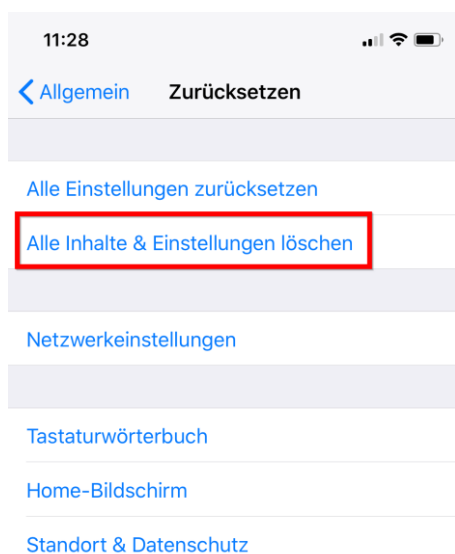 11:28
Allgemein Zurücksetzen
Alle Einstellungen zurücksetzen
Alle Inhalte & Einstellungen löschen
Netzwerkeinstellungen
Tastaturwörterbuch
Home-Bildschirm
Standort & Datenschutz